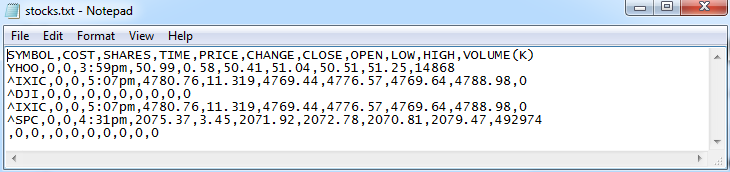 stocks.txt - Notepad
File Edit Format View Help
SYMBOL,COST,SHARES,TIME,PRICE,CHANGE,CLOSE,OPEN,LOW,HIGH,VOLUME(K)
YHOO,0,0,3:59pm,50.99,0.58,50.41,51.04,50.51,51.25,14868
^IXIC,0,0,5:07pm,4780.76,11.319,4769.44,4776.57,4769.64,4788.98,0
^DJI,0,0,,0,0,0,0,0,0,0
^IXIC,0,0,5:07pm,4780.76,11.319,4769.44,4776.57,4769.64,4788.98,0
^SPC,0,0,4:31pm,2075.37,3.45,2071.92,2072.78,2070.81,2079.47,492974
,0,0,,0,0,0,0,0,0,0